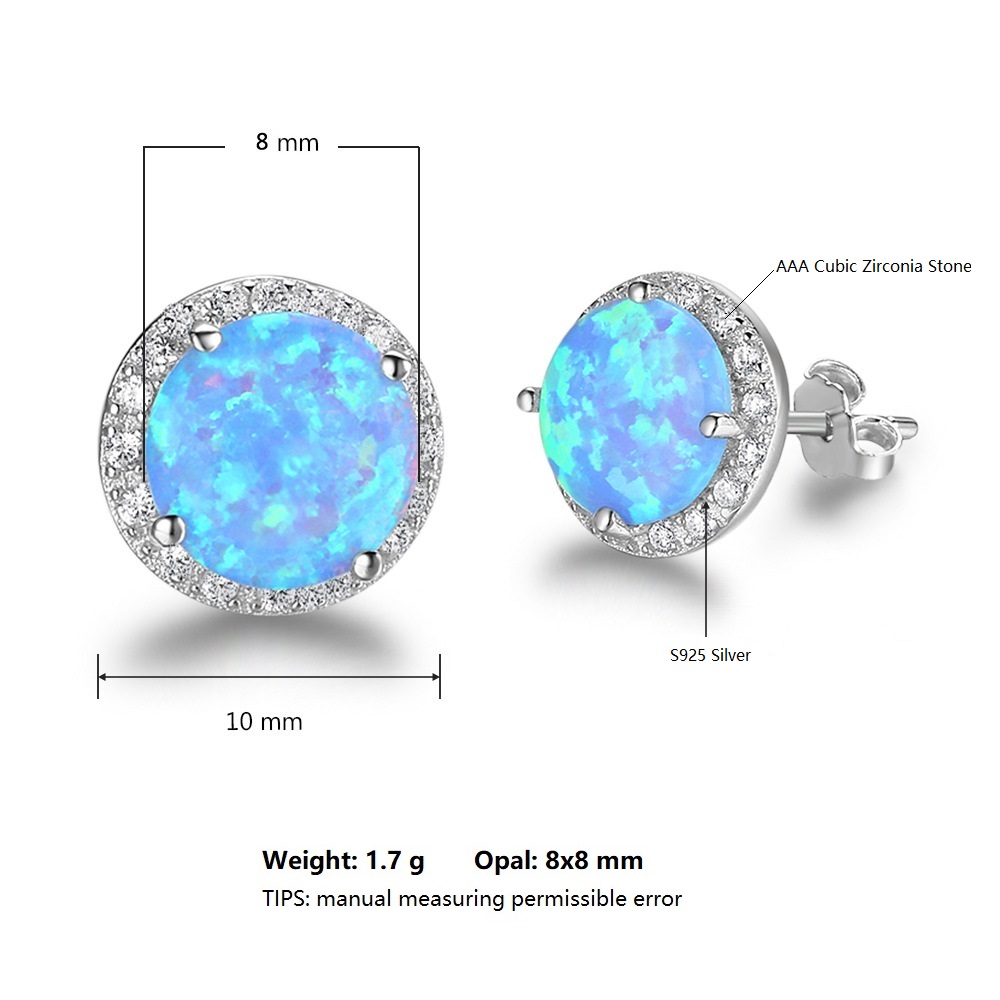 8 mm
AAA Cubic Zirconia Stone
S925 Silver
10 mm
Weight: 1.7 g Opal: 8x8 mm
TIPS: manual measuring permissible error